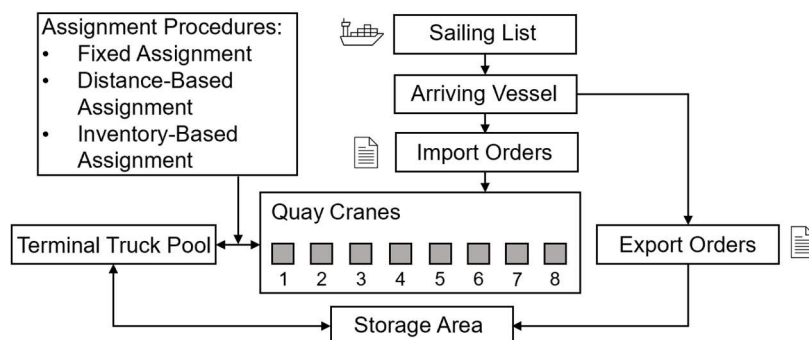 Assignment Procedures:
• Fixed Assignment
• Distance-Based
Assignment
• Inventory-Based
Assignment
Sailing List
Arriving Vessel
Import Orders
Quay Cranes
1 2 3 4 5 6 7 8
Terminal Truck Pool
Export Orders
Storage Area